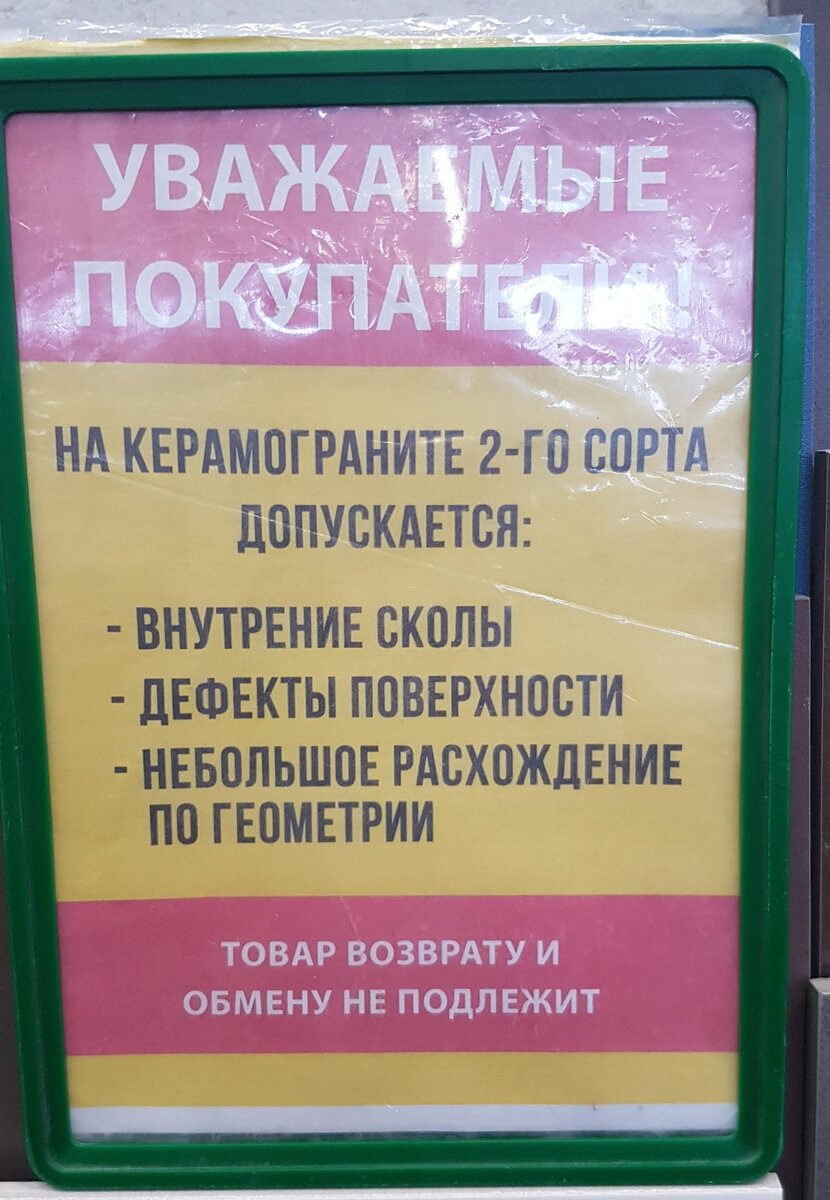 УВАЖАЕМЫЕ
ПОКУПАТЕЛИ!
НА КЕРАМОГРАНИТЕ 2-ГО СОРТА
ДОПУСКАЕТСЯ:
- ВНУТРЕНИЕ СКОЛЫ
- ДЕФЕКТЫ ПОВЕРХНОСТИ
- НЕБОЛЬШОЕ РАСХОЖДЕНИЕ
ПО ГЕОМЕТРИИ
ТОВАР ВОЗВРАТУ И
ОБМЕНУ НЕ ПОДЛЕЖИТ